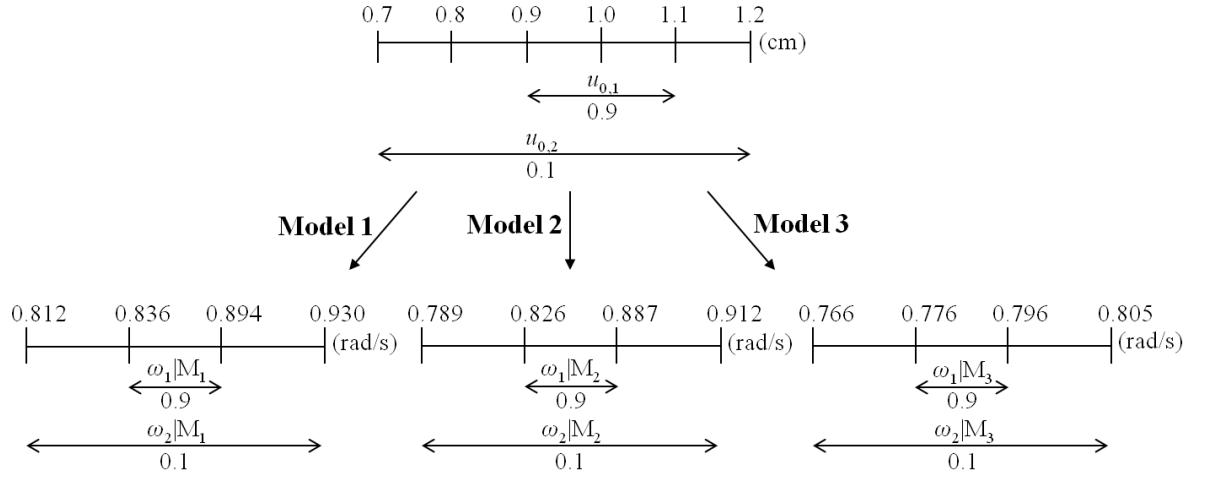 0.7 0.8 0.9 1.0 1.1 1.2
(cm)
u0,1
0.9
u0,2
0.1
Model 1 Model 2 Model 3
0.812 0.836 0.894 0.930 0.789 0.826 0.887 0.912 0.766 0.776 0.796 0.805
(rad/s) (rad/s) (rad/s)
ω1|M1 ω1|M2 ω1|M3
0.9 0.9 0.9
ω2|M1 ω2|M2 ω2|M3
0.1 0.1 0.1